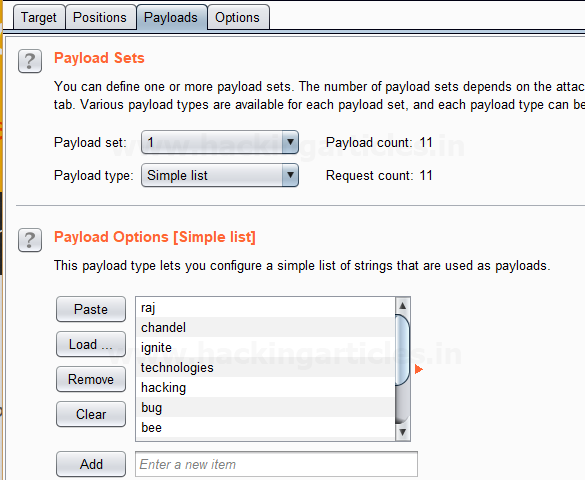 Target Positions Payloads Options
? Payload Sets
You can define one or more payload sets. The number of payload sets depends on the attac
tab. Various payload types are available for each payload set, and each payload type can be
Payload set: 1 Payload count: 11
www.hackingarticles.in
Payload type: Simple list Request count: 11
? Payload Options [Simple list]
This payload type lets you configure a simple list of strings that are used as payloads.
Paste raj
chandel
Load ... ignite
www.hackingarticles.in
technologies
Remove hacking
Clear bug
bee
Add Enter a new item